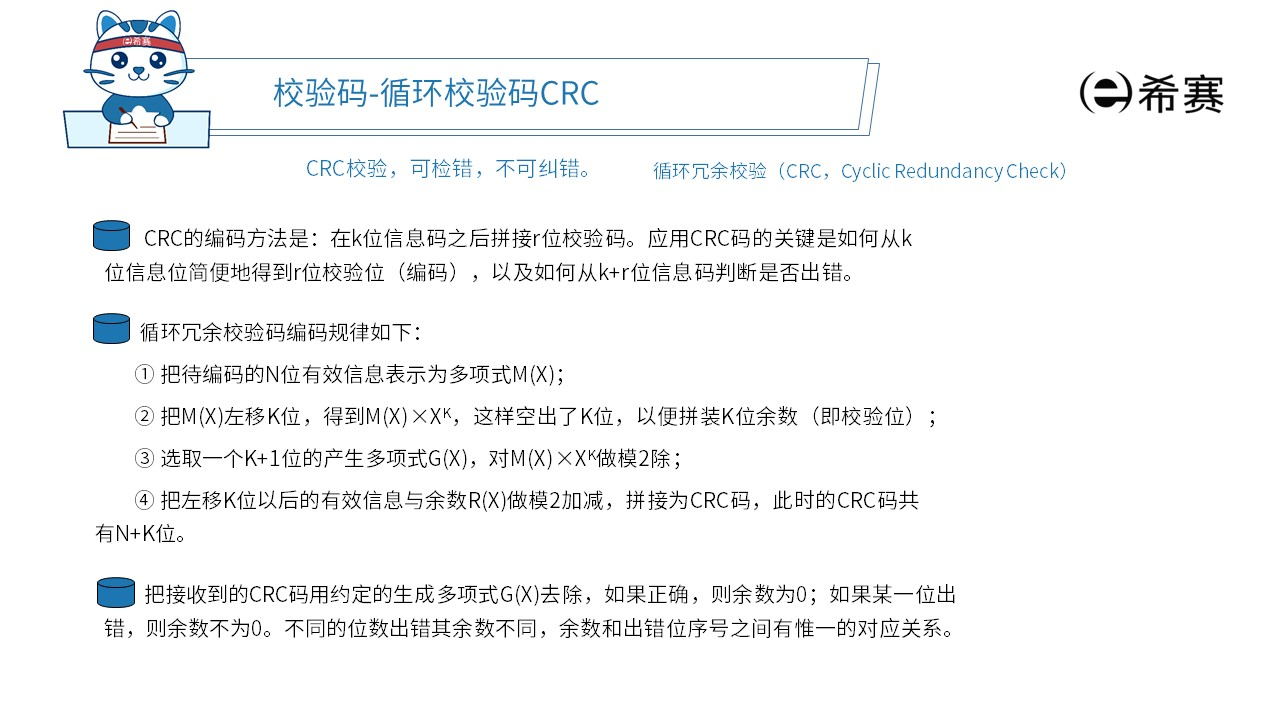 希赛
校验码-循环校验码CRC
希赛
CRC校验，可检错，不可纠错。
循环冗余校验（CRC，Cyclic Redundancy Check）
CRC的编码方法是：在k位信息码之后拼接r位校验码。应用CRC码的关键是如何从k
位信息位简便地得到r位校验位（编码），以及如何从k+r位信息码判断是否出错。
循环冗余校验码编码规律如下：
① 把待编码的N位有效信息表示为多项式M(X)；
② 把M(X)左移K位，得到M(X)×Xᴷ，这样空出了K位，以便拼装K位余数（即校验位）；
③ 选取一个K+1位的产生多项式G(X)，对M(X)×Xᴷ做模2除；
④ 把左移K位以后的有效信息与余数R(X)做模2加减，拼接为CRC码，此时的CRC码共
有N+K位。
把接收到的CRC码用约定的生成多项式G(X)去除，如果正确，则余数为0；如果某一位出
错，则余数不为0。不同的位数出错其余数不同，余数和出错位序号之间有惟一的对应关系。